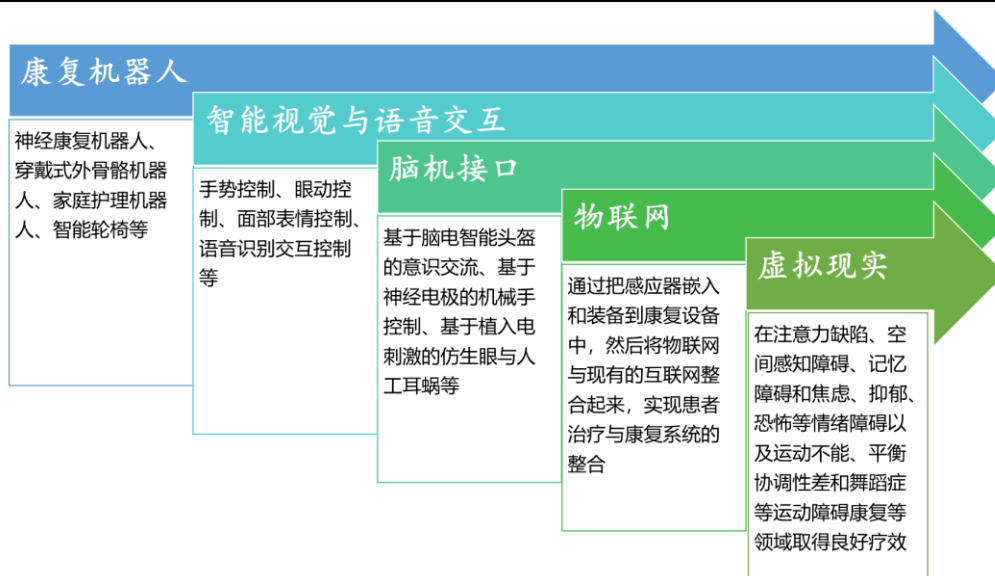 康复机器人
神经康复机器人、
穿戴式外骨骼机器
人、家庭护理机器
人、智能轮椅等
智能视觉与语音交互
手势控制、眼动控
制、面部表情控制、
语音识别交互控制
等
脑机接口
基于脑电智能头盔
的意识交流、基于
神经电极的机械手
控制、基于植入电
刺激的仿生眼与人
工耳蜗等
物联网
通过把感应器嵌入
和装备到康复设备
中，然后将物联网
与现有的互联网整
合起来，实现患者
治疗与康复系统的
整合
虚拟现实
在注意力缺陷、空
间感知障碍、记忆
障碍和焦虑、抑郁、
恐怖等情绪障碍以
及运动不能、平衡
协调性差和舞蹈症
等运动障碍康复等
领域取得良好疗效